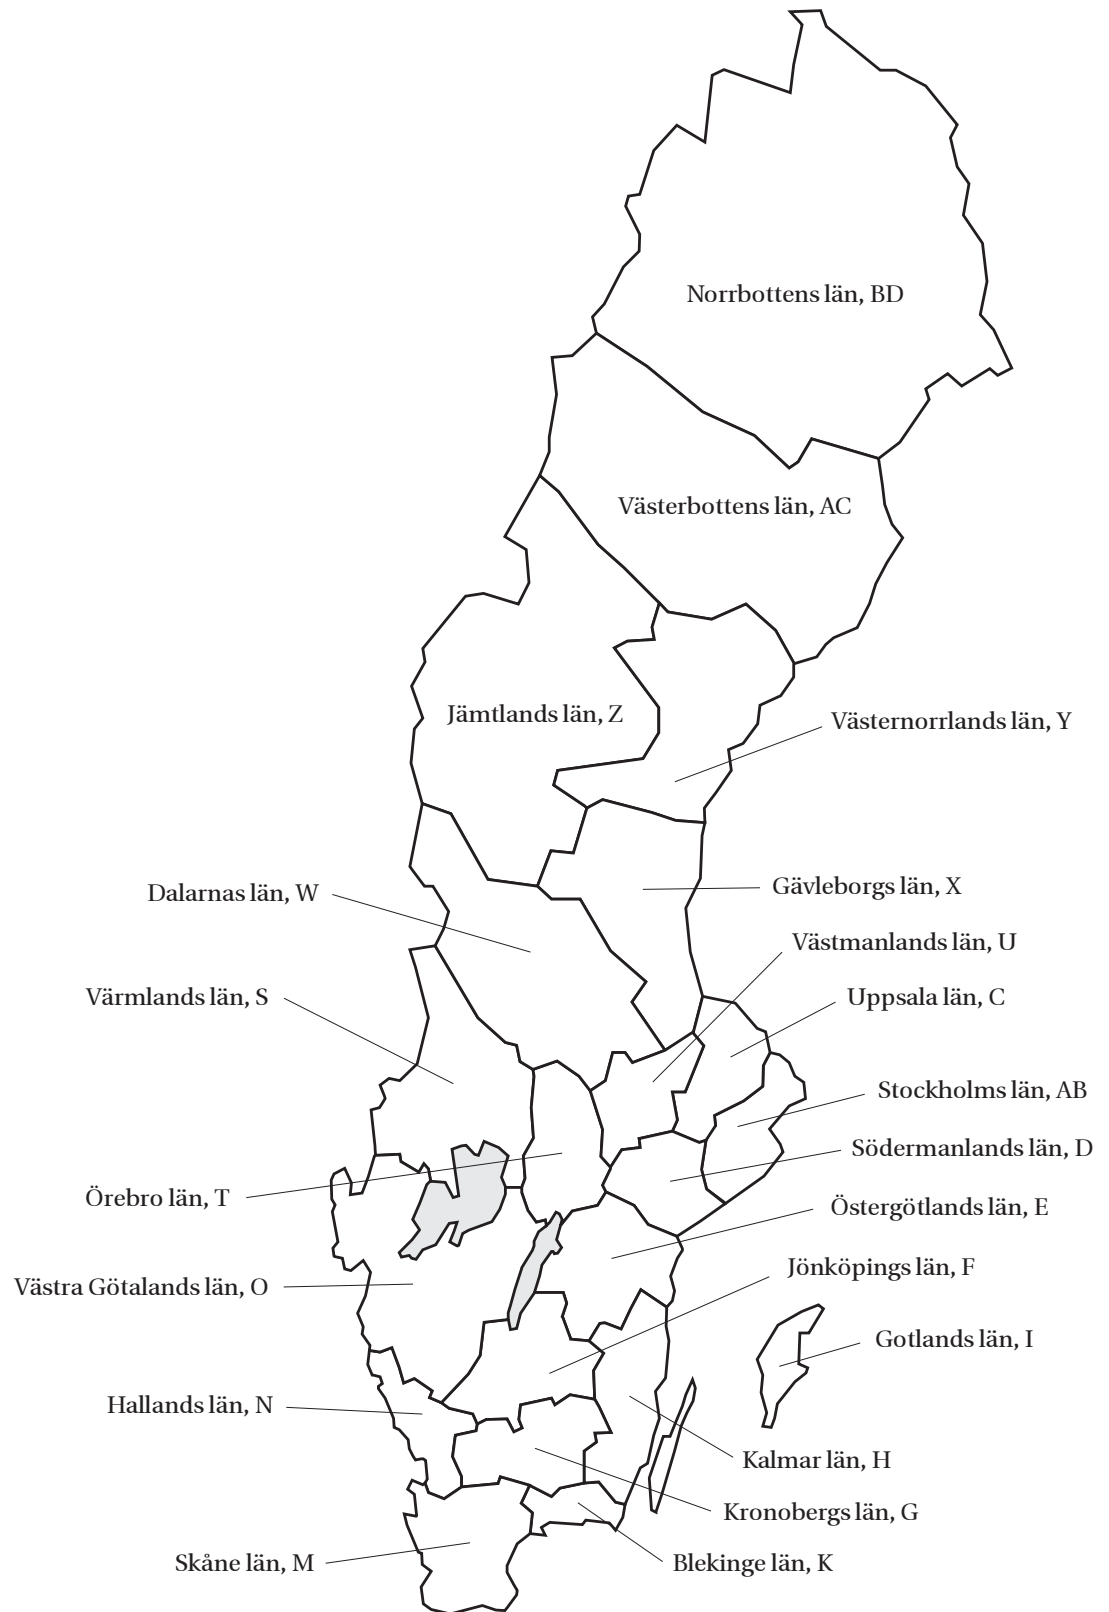 Norrbottens län, BD
Västerbottens län, AC
Jämtlands län, Z
Västernorrlands län, Y
Gävleborgs län, X
Dalarnas län, W
Västmanlands län, U
Värmlands län, S
Uppsala län, C
Stockholms län, AB
Södermanlands län, D
Örebro län, T
Östergötlands län, E
Jönköpings län, F
Västra Götalands län, O
Gotlands län, I
Hallands län, N
Kalmar län, H
Kronobergs län, G
Skåne län, M
Blekinge län, K